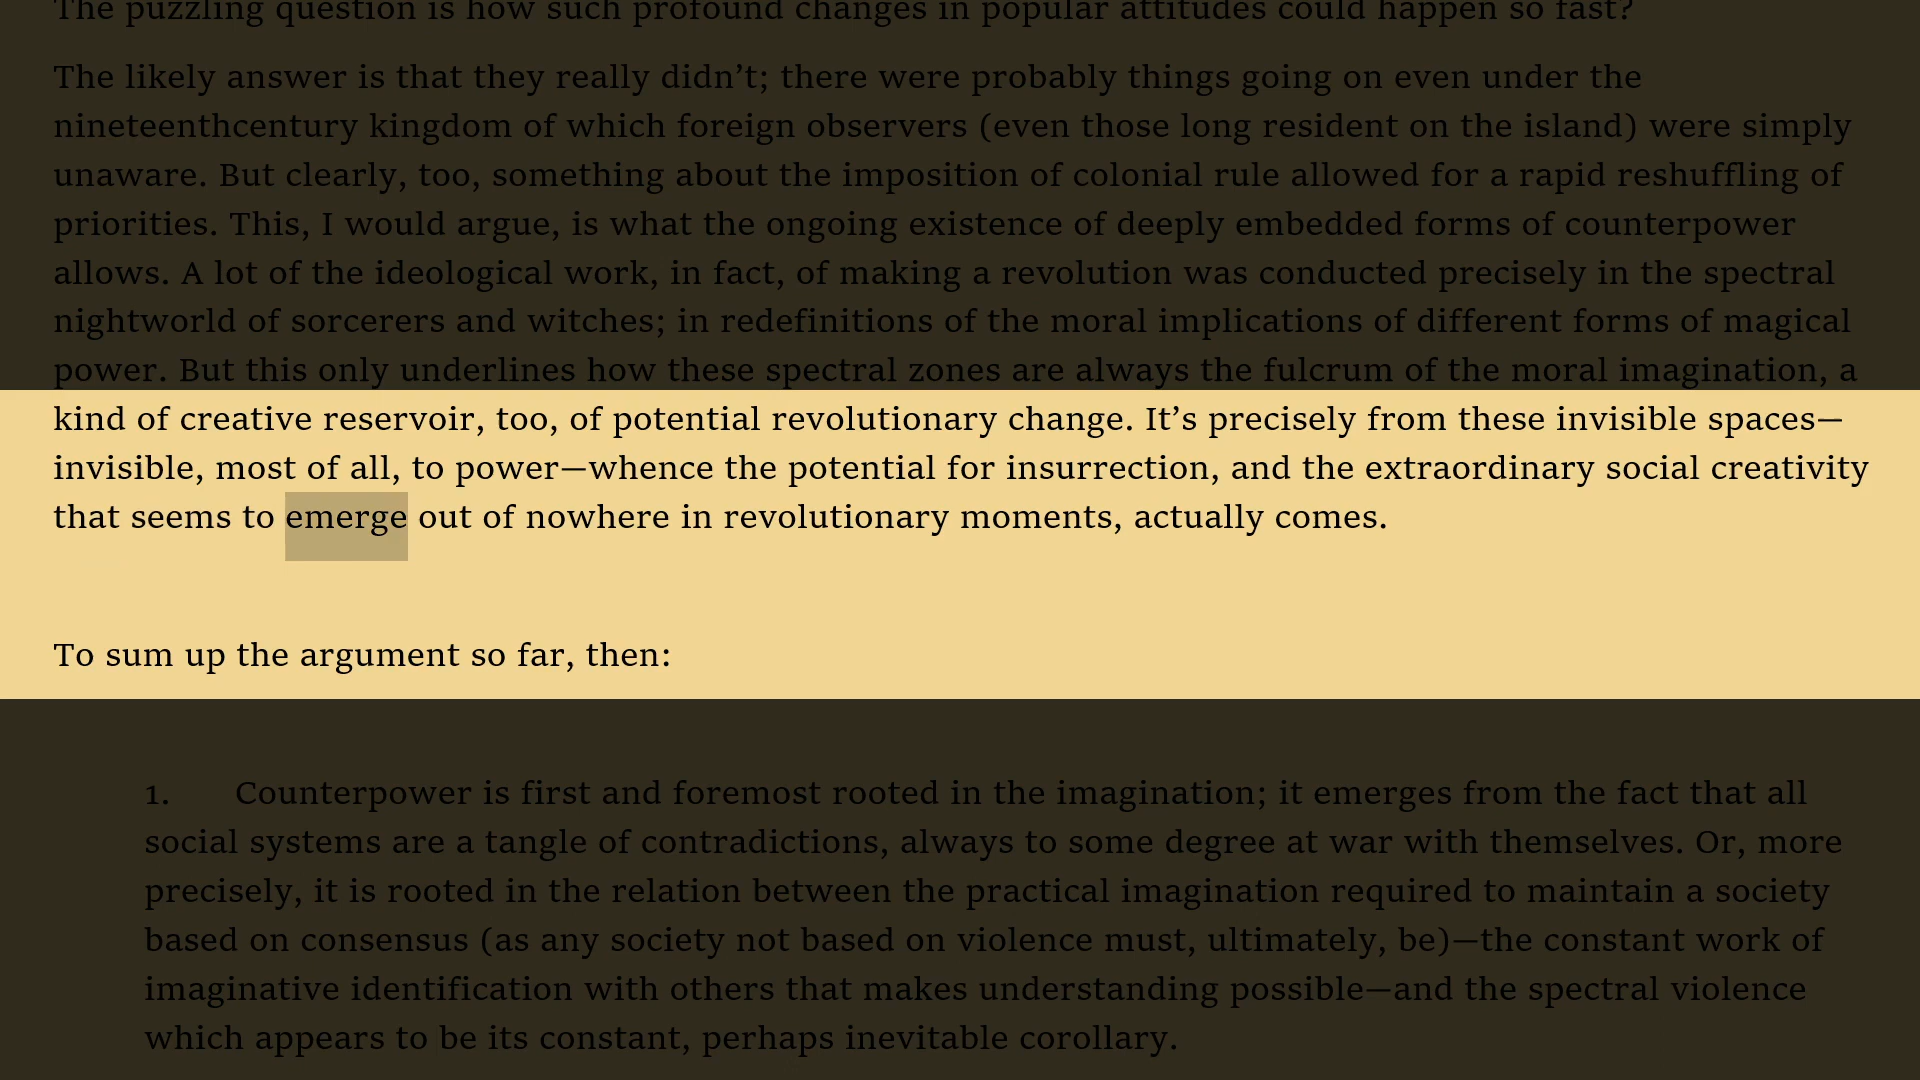 The puzzling question is how such profound changes in popular attitudes could happen so fast?
The likely answer is that they really didn’t; there were probably things going on even under the
nineteenthcentury kingdom of which foreign observers (even those long resident on the island) were simply
unaware. But clearly, too, something about the imposition of colonial rule allowed for a rapid reshuffling of
priorities. This, I would argue, is what the ongoing existence of deeply embedded forms of counterpower
allows. A lot of the ideological work, in fact, of making a revolution was conducted precisely in the spectral
nightworld of sorcerers and witches; in redefinitions of the moral implications of different forms of magical
power. But this only underlines how these spectral zones are always the fulcrum of the moral imagination, a
kind of creative reservoir, too, of potential revolutionary change. It’s precisely from these invisible spaces—
invisible, most of all, to power—whence the potential for insurrection, and the extraordinary social creativity
that seems to emerge out of nowhere in revolutionary moments, actually comes.
To sum up the argument so far, then:
1. Counterpower is first and foremost rooted in the imagination; it emerges from the fact that all
social systems are a tangle of contradictions, always to some degree at war with themselves. Or, more
precisely, it is rooted in the relation between the practical imagination required to maintain a society
based on consensus (as any society not based on violence must, ultimately, be)—the constant work of
imaginative identification with others that makes understanding possible—and the spectral violence
which appears to be its constant, perhaps inevitable corollary.